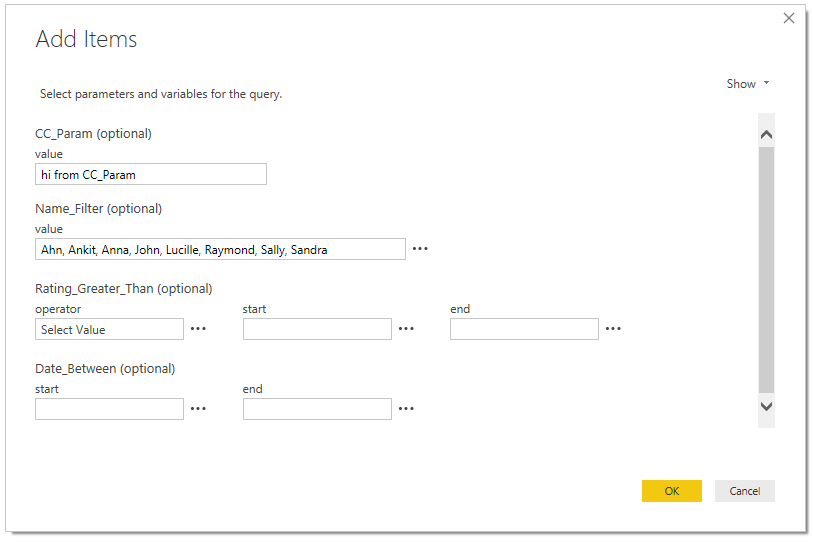 Add Items
Show
Select parameters and variables for the query.
CC_Param (optional)
value
hi from CC_Param
Name_Filter (optional)
value
Ahn, Ankit, Anna, John, Lucille, Raymond, Sally, Sandra
Rating_Greater_Than (optional)
operator start end
Select Value
Date_Between (optional)
start end
OK Cancel